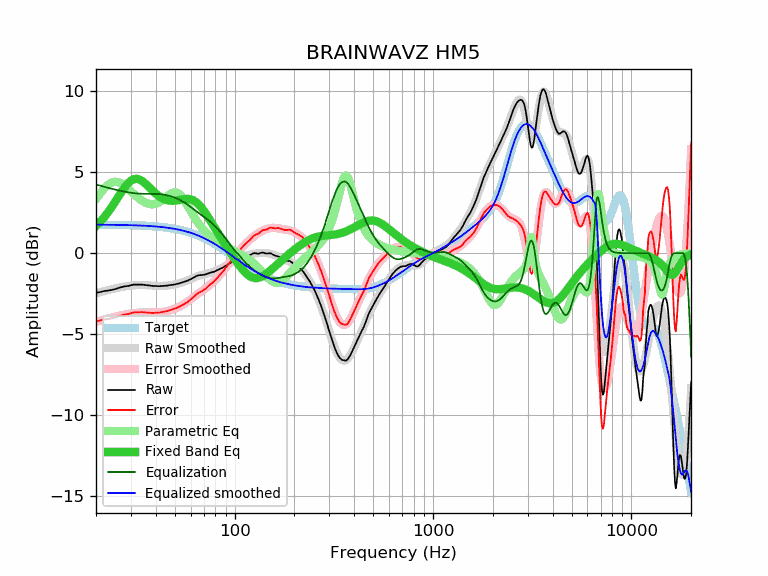 BRAINWAVZ HM5
Amplitude (dBr)
10
5
0
−5
−10
−15
Target
Raw Smoothed
Error Smoothed
Raw
Error
Parametric Eq
Fixed Band Eq
Equalization
Equalized smoothed
100
1000
10000
Frequency (Hz)